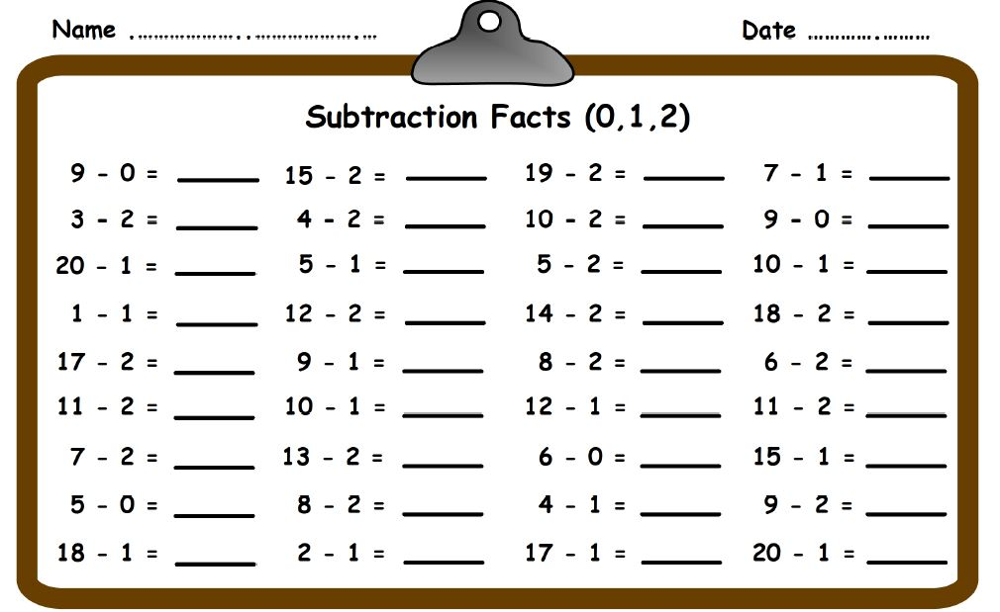 Name ........................................ Date ......................
Subtraction Facts (0,1,2)
9 - 0 = ______ 15 - 2 = ______ 19 - 2 = ______ 7 - 1 = ______
3 - 2 = ______ 4 - 2 = ______ 10 - 2 = ______ 9 - 0 = ______
20 - 1 = ______ 5 - 1 = ______ 5 - 2 = ______ 10 - 1 = ______
1 - 1 = ______ 12 - 2 = ______ 14 - 2 = ______ 18 - 2 = ______
17 - 2 = ______ 9 - 1 = ______ 8 - 2 = ______ 6 - 2 = ______
11 - 2 = ______ 10 - 1 = ______ 12 - 1 = ______ 11 - 2 = ______
7 - 2 = ______ 13 - 2 = ______ 6 - 0 = ______ 15 - 1 = ______
5 - 0 = ______ 8 - 2 = ______ 4 - 1 = ______ 9 - 2 = ______
18 - 1 = ______ 2 - 1 = ______ 17 - 1 = ______ 20 - 1 = ______